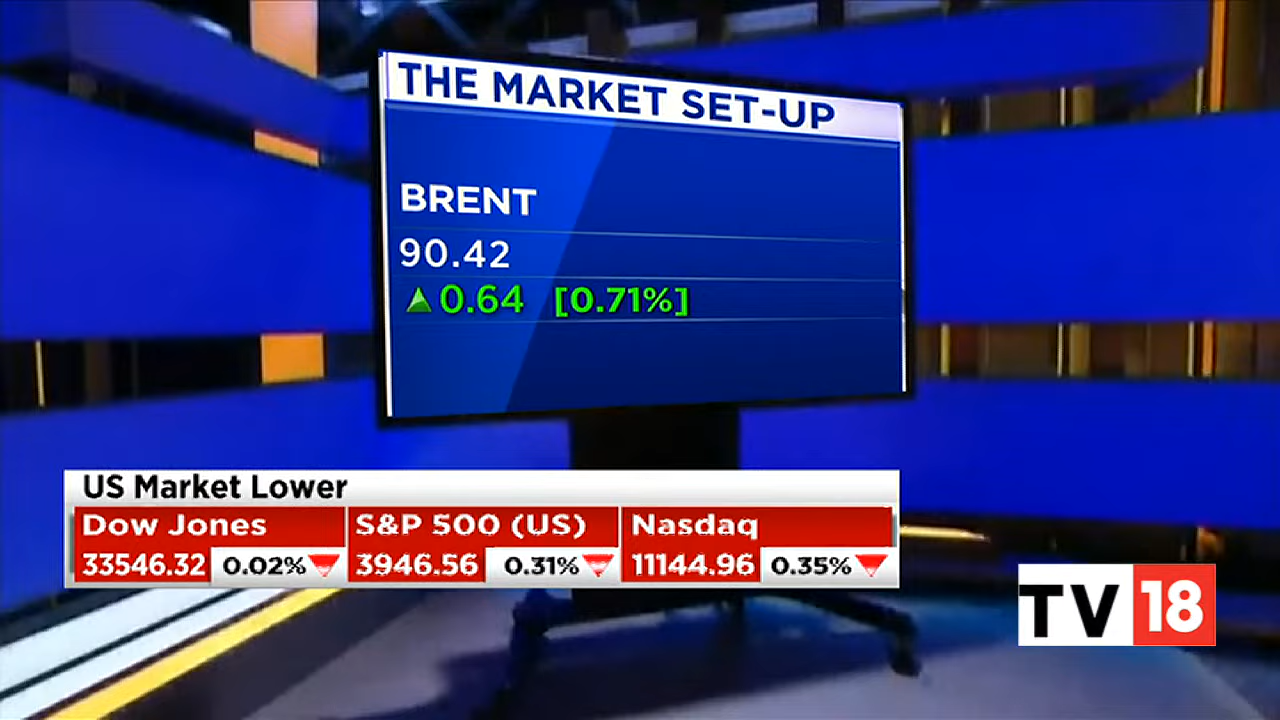 THE MARKET SET-UP
BRENT
90.42
▲0.64 [0.71%]
US Market Lower
Dow Jones S&P 500 (US) Nasdaq
33546.32 0.02%▼ 3946.56 0.31%▼ 11144.96 0.35%▼
TV18